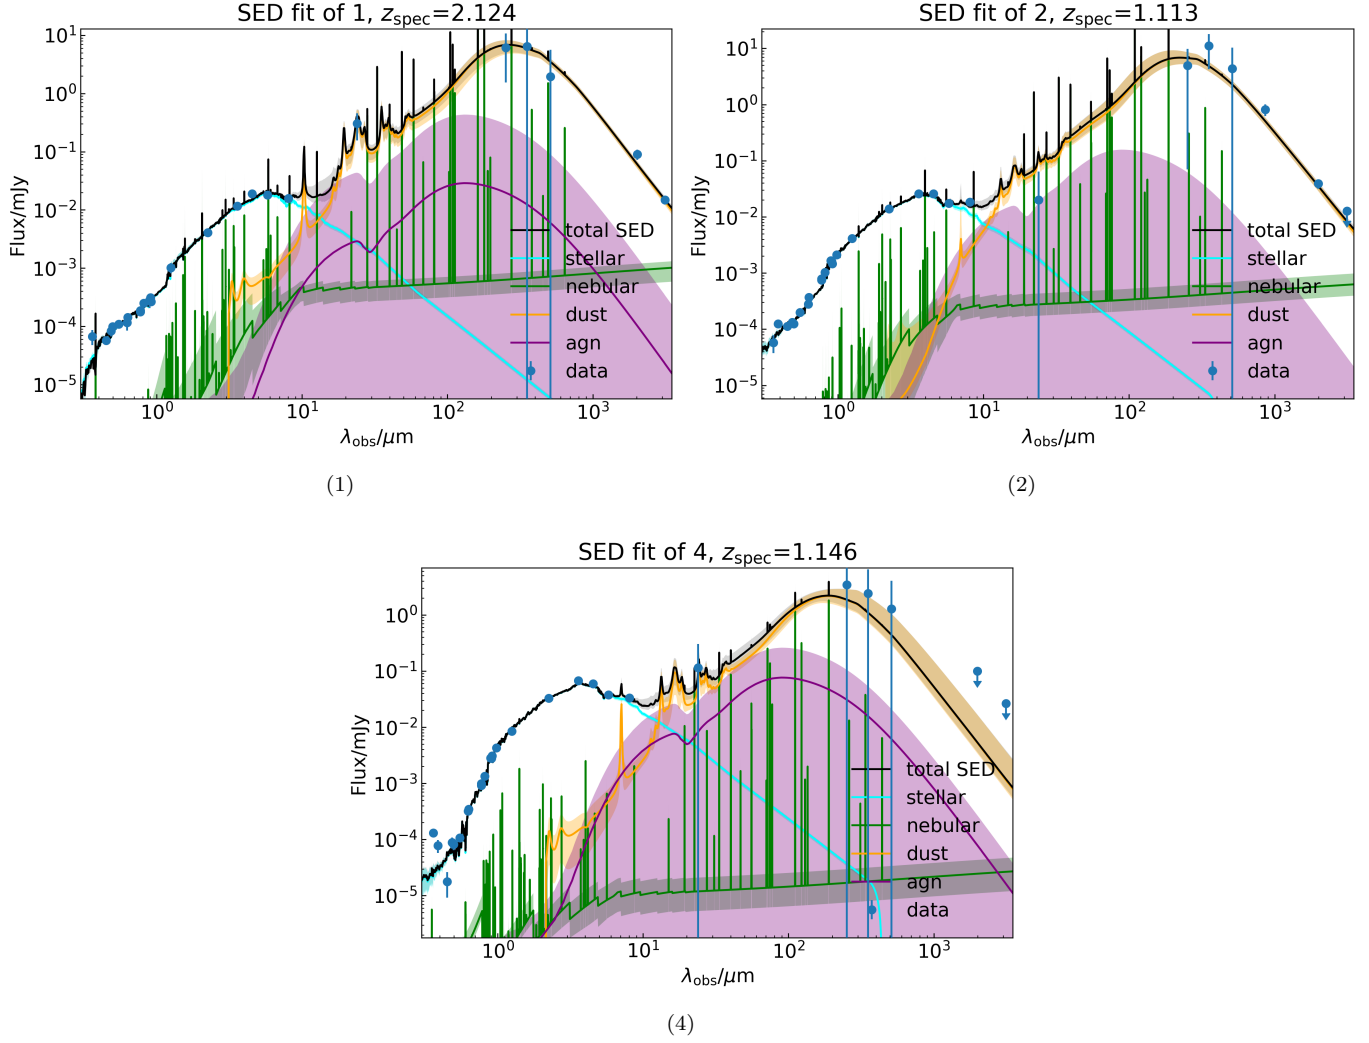 SED fit of 1, z_spec=2.124
Flux/mJy
10^1
10^0
10^-1
10^-2
10^-3
10^-4
10^-5
total SED
stellar
nebular
dust
agn
data
10^0 10^1 10^2 10^3
λ_obs/μm
(1)
SED fit of 2, z_spec=1.113
Flux/mJy
10^1
10^0
10^-1
10^-2
10^-3
10^-4
10^-5
total SED
stellar
nebular
dust
agn
data
10^0 10^1 10^2 10^3
λ_obs/μm
(2)
SED fit of 4, z_spec=1.146
Flux/mJy
10^0
10^-1
10^-2
10^-3
10^-4
10^-5
total SED
stellar
nebular
dust
agn
data
10^0 10^1 10^2 10^3
λ_obs/μm
(4)